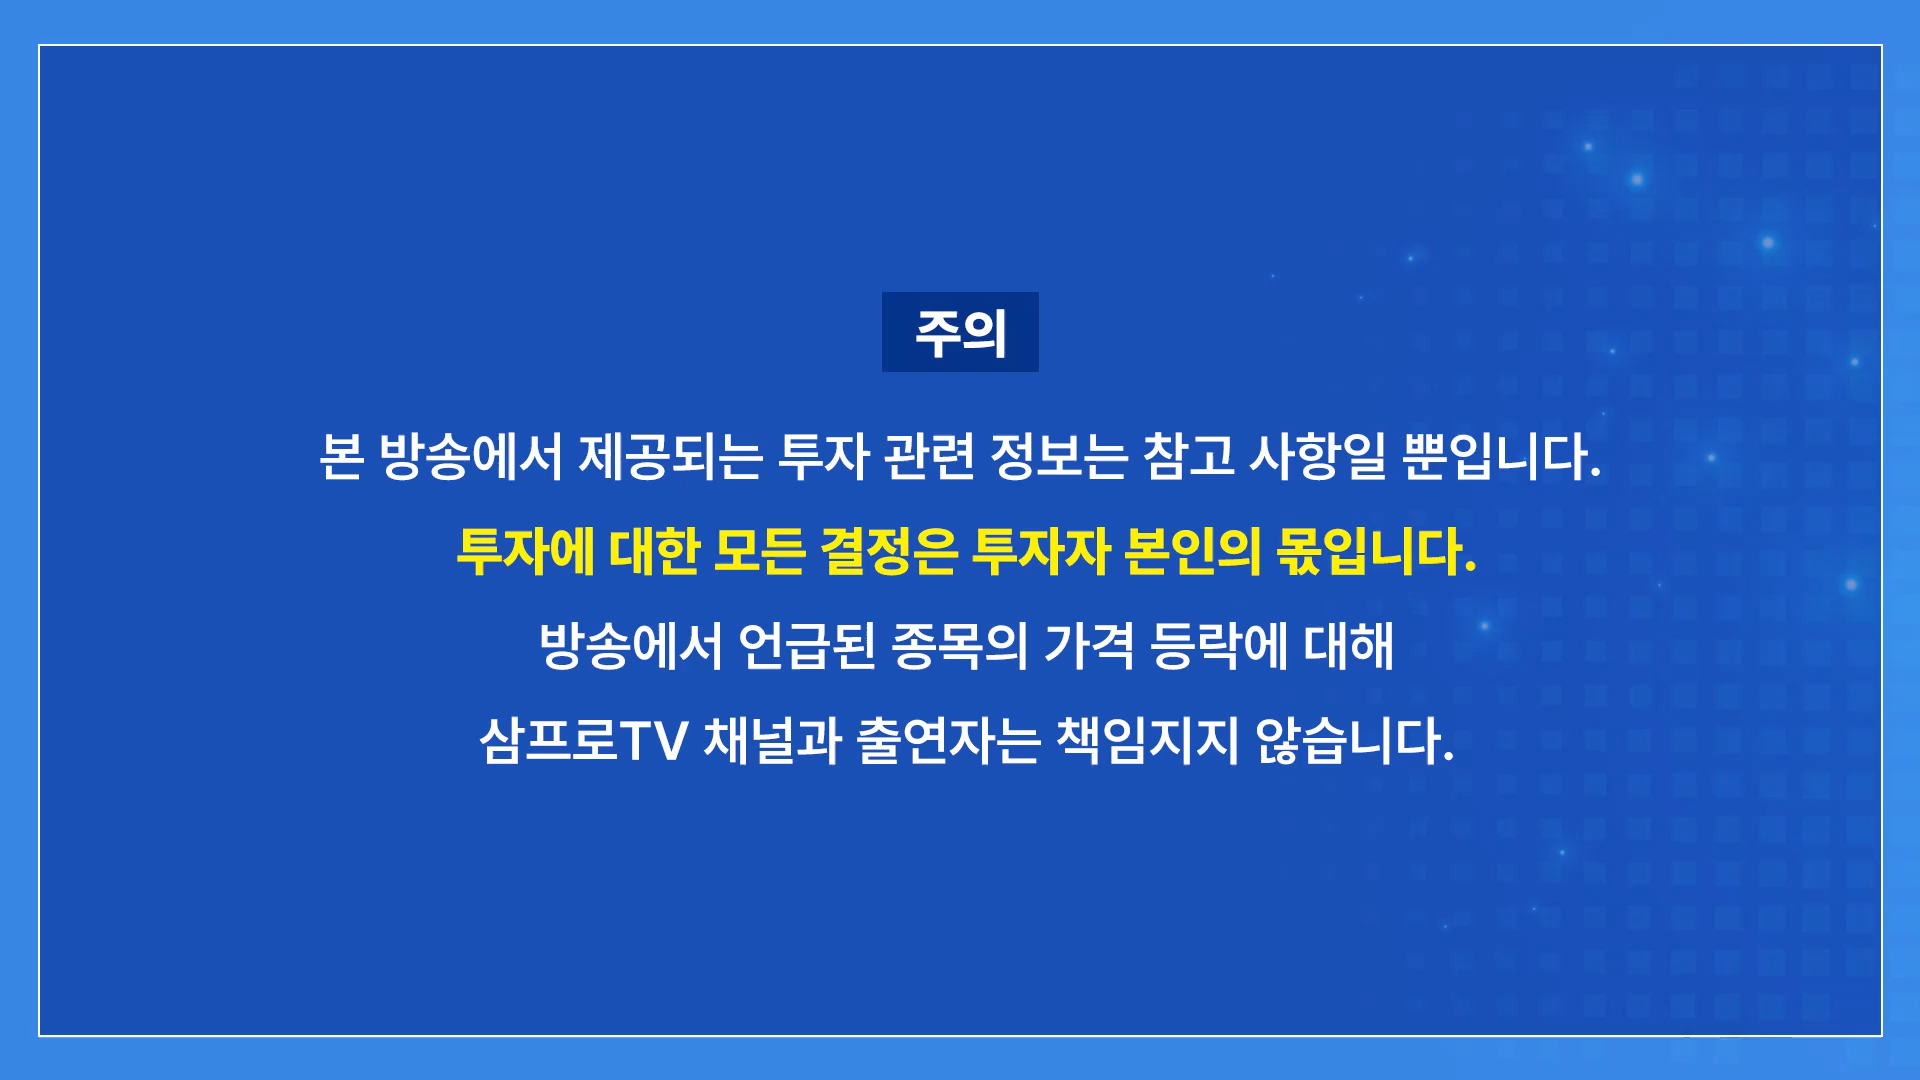 주의
본 방송에서 제공되는 투자 관련 정보는 참고 사항일 뿐입니다.
투자에 대한 모든 결정은 투자자 본인의 몫입니다.
방송에서 언급된 종목의 가격 등락에 대해
삼프로TV 채널과 출연자는 책임지지 않습니다.